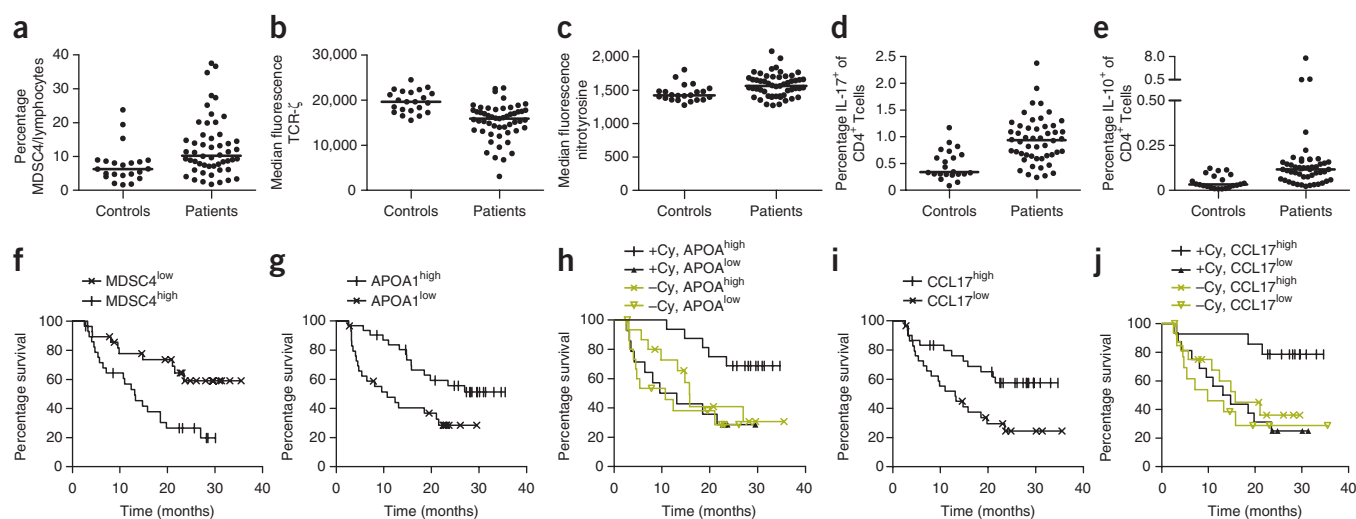 a
Percentage
MDSC4/lymphocytes
40
30
20
10
0
Controls
Patients
b
Median fluorescence
TCR-ζ
30,000
20,000
10,000
0
Controls
Patients
c
Median fluorescence
nitrotyrosine
2,000
1,500
1,000
500
0
Controls
Patients
d
Percentage IL-17+ of
CD4+ Tcells
2.5
2.0
1.5
1.0
0.5
0
Controls
Patients
e
Percentage IL-10+ of
CD4+ Tcells
8.0
0.5
0.50
0.25
0
Controls
Patients
f
MDSC4low
MDSC4high
Percentage survival
100
80
60
40
20
0
0 10 20 30 40
Time (months)
g
APOA1high
APOA1low
Percentage survival
100
80
60
40
20
0
0 10 20 30 40
Time (months)
h
+Cy, APOAhigh
+Cy, APOAlow
–Cy, APOAhigh
–Cy, APOAlow
Percentage survival
100
80
60
40
20
0
0 10 20 30 40
Time (months)
i
CCL17high
CCL17low
Percentage survival
100
80
60
40
20
0
0 10 20 30 40
Time (months)
j
+Cy, CCL17high
+Cy, CCL17low
–Cy, CCL17high
–Cy, CCL17low
Percentage survival
100
80
60
40
20
0
0 10 20 30 40
Time (months)